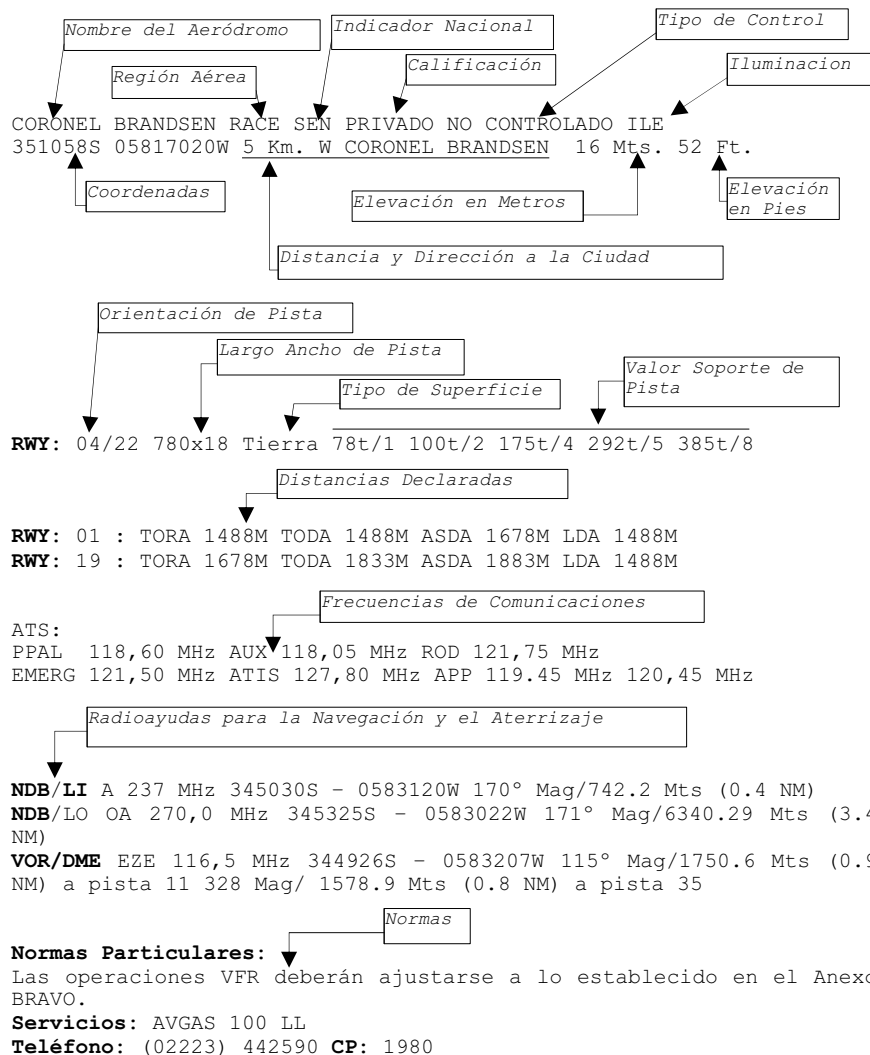 Nombre del Aeródromo
Indicador Nacional
Tipo de Control
Región Aérea
Calificación
Iluminacion
CORONEL BRANDSEN RACE SEN PRIVADO NO CONTROLADO ILE
351058S 05817020W 5 Km. W CORONEL BRANDSEN 16 Mts. 52 Ft.
Coordenadas
Elevación en Metros
Elevación
en Pies
Distancia y Dirección a la Ciudad
Orientación de Pista
Largo Ancho de Pista
Tipo de Superficie
Valor Soporte de
Pista
RWY: 04/22 780x18 Tierra 78t/1 100t/2 175t/4 292t/5 385t/8
Distancias Declaradas
RWY: 01 : TORA 1488M TODA 1488M ASDA 1678M LDA 1488M
RWY: 19 : TORA 1678M TODA 1833M ASDA 1883M LDA 1488M
Frecuencias de Comunicaciones
ATS:
PPAL 118,60 MHz AUX 118,05 MHz ROD 121,75 MHz
EMERG 121,50 MHz ATIS 127,80 MHz APP 119.45 MHz 120,45 MHz
Radioayudas para la Navegación y el Aterrizaje
NDB/LI A 237 MHz 345030S – 0583120W 170º Mag/742.2 Mts (0.4 NM)
NDB/LO OA 270,0 MHz 345325S – 0583022W 171º Mag/6340.29 Mts (3.4
NM)
VOR/DME EZE 116,5 MHz 344926S – 0583207W 115º Mag/1750.6 Mts (0.9
NM) a pista 11 328 Mag/ 1578.9 Mts (0.8 NM) a pista 35
Normas
Normas Particulares:
Las operaciones VFR deberán ajustarse a lo establecido en el Anexo
BRAVO.
Servicios: AVGAS 100 LL
Teléfono: (02223) 442590 CP: 1980